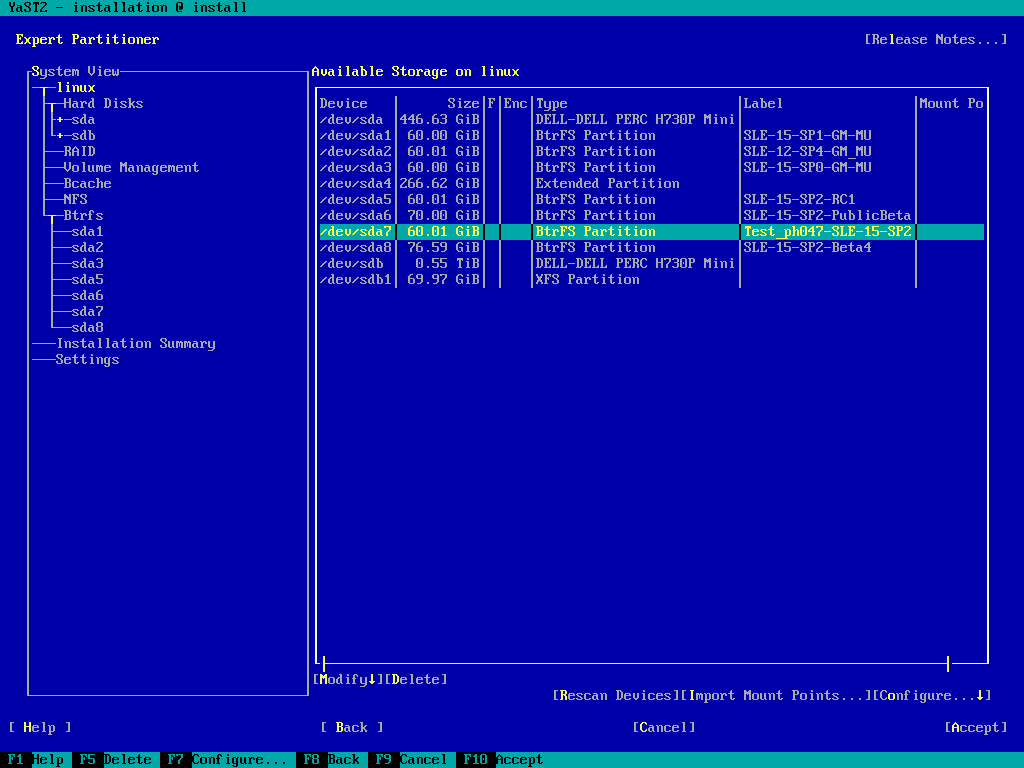 YaST2 - installation @ install
Expert Partitioner [Release Notes...]
System View Available Storage on linux
linux
Hard Disks
sda
sdb
RAID
Volume Management
Bcache
NFS
Btrfs
sda1
sda2
sda3
sda5
sda6
sda7
sda8
Installation Summary
Settings
Device | Size|F|Enc|Type |Label |Mount Po
/dev/sda |446.63 GiB| | |DELL-DELL PERC H730P Mini| |
/dev/sda1| 60.00 GiB| | |BtrFS Partition |SLE-15-SP1-GM-MU |
/dev/sda2| 60.01 GiB| | |BtrFS Partition |SLE-12-SP4-GM_MU |
/dev/sda3| 60.00 GiB| | |BtrFS Partition |SLE-15-SP0-GM-MU |
/dev/sda4|266.62 GiB| | |Extended Partition | |
/dev/sda5| 60.01 GiB| | |BtrFS Partition |SLE-15-SP2-RC1 |
/dev/sda6| 70.00 GiB| | |BtrFS Partition |SLE-15-SP2-PublicBeta|
/dev/sda7| 60.01 GiB| | |BtrFS Partition |Test_ph047-SLE-15-SP2|
/dev/sda8| 76.59 GiB| | |BtrFS Partition |SLE-15-SP2-Beta4 |
/dev/sdb | 0.55 TiB| | |DELL-DELL PERC H730P Mini| |
/dev/sdb1| 69.97 GiB| | |XFS Partition | |
[Modify↓][Delete]
[Rescan Devices][Import Mount Points...][Configure...↓]
[ Help ] [ Back ] [Cancel] [Accept]
F1 Help F5 Delete F7 Configure... F8 Back F9 Cancel F10 Accept